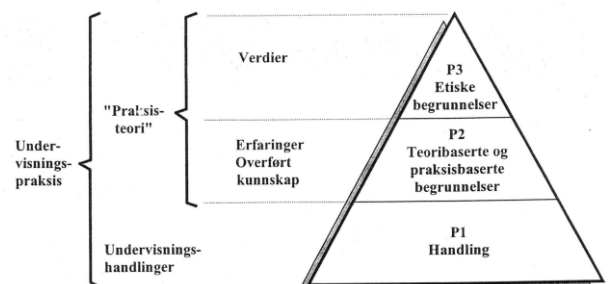 Under-
visnings-
praksis
"Praksis-
teori"
Verdier
Erfaringer
Overført
kunnskap
Undervisnings-
handlinger
P3
Etiske
begrunnelser
P2
Teoribaserte og
praksisbaserte
begrunnelser
P1
Handling